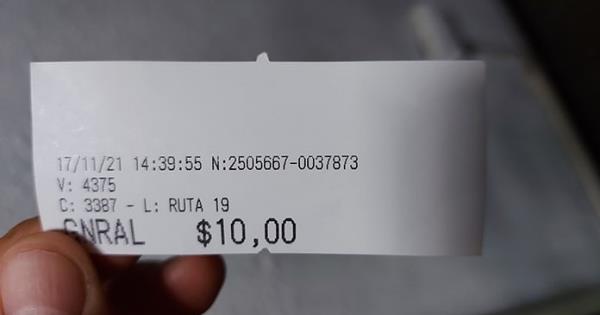 17/11/21 14:39:55 N:2505667-0037873
V: 4375
C: 3387 - L: RUTA 19
GNRAL $10,00